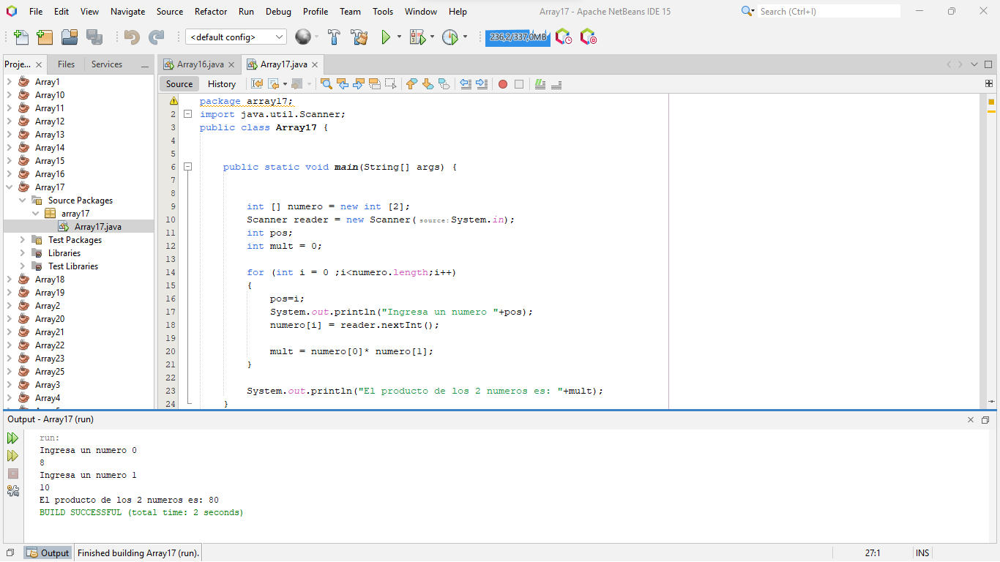 File Edit View Navigate Source Refactor Run Debug Profile Team Tools Window Help
Array17 - Apache NetBeans IDE 15
Search (Ctrl+I)
<default config>
236,2/337,0MB
Proje...
Files
Services
Array16.java
Array17.java
Source
History
Array1
Array10
Array11
Array12
Array13
Array14
Array15
Array16
Array17
Source Packages
array17
Array17.java
Test Packages
Libraries
Test Libraries
Array18
Array19
Array2
Array20
Array21
Array22
Array23
Array25
Array3
Array4
package array17;
2 import java.util.Scanner;
3 public class Array17 {
4
5
6 public static void main(String[] args) {
7
8
9 int [] numero = new int [2];
10 Scanner reader = new Scanner( source: System.in);
11 int pos;
12 int mult = 0;
13
14 for (int i = 0 ;i<numero.length;i++)
15 {
16 pos=i;
17 System.out.println("Ingresa un numero "+pos);
18 numero[i] = reader.nextInt();
19
20 mult = numero[0]* numero[1];
21 }
22
23 System.out.println("El producto de los 2 numeros es: "+mult);
24 }
Output - Array17 (run)
run:
Ingresa un numero 0
8
Ingresa un numero 1
10
El producto de los 2 numeros es: 80
BUILD SUCCESSFUL (total time: 2 seconds)
Output
Finished building Array17 (run).
27:1
INS